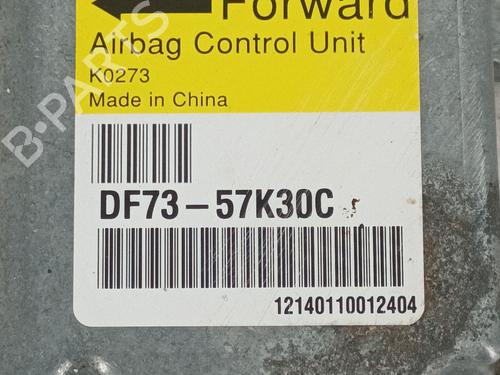 Forward
Airbag Control Unit
K0273
Made in China
DF73-57K30C
12140110012404
B-PARTS